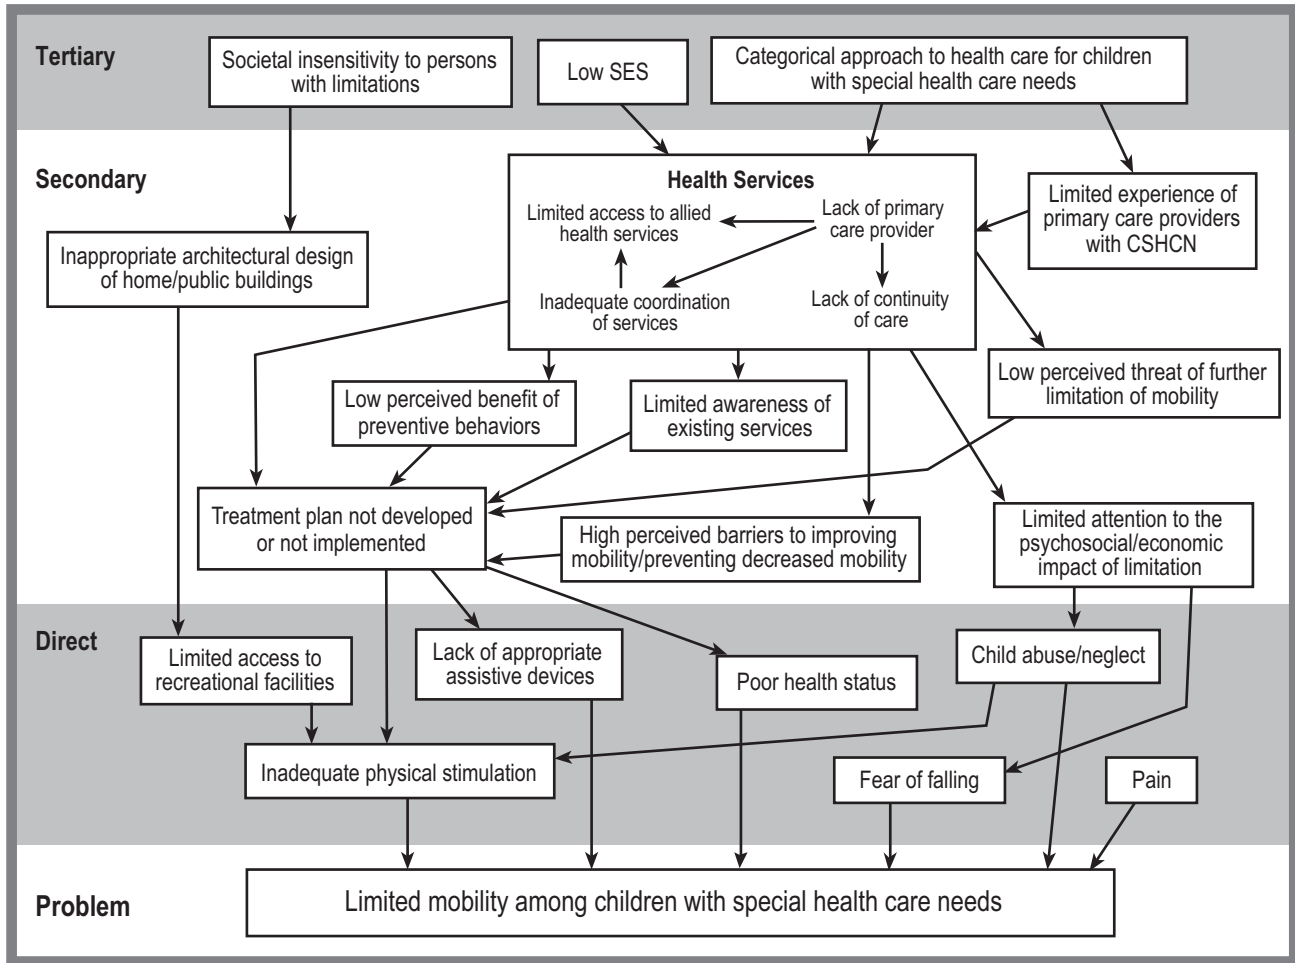 Tertiary
Societal insensitivity to persons
with limitations
Low SES
Categorical approach to health care for children
with special health care needs
Secondary
Health Services
Limited access to allied
health services
Lack of primary
care provider
Inadequate coordination
of services
Lack of continuity
of care
Limited experience of
primary care providers
with CSHCN
Inappropriate architectural design
of home/public buildings
Low perceived benefit of
preventive behaviors
Limited awareness of
existing services
Low perceived threat of further
limitation of mobility
Treatment plan not developed
or not implemented
High perceived barriers to improving
mobility/preventing decreased mobility
Limited attention to the
psychosocial/economic
impact of limitation
Direct
Limited access to
recreational facilities
Lack of appropriate
assistive devices
Poor health status
Child abuse/neglect
Inadequate physical stimulation
Fear of falling
Pain
Problem
Limited mobility among children with special health care needs